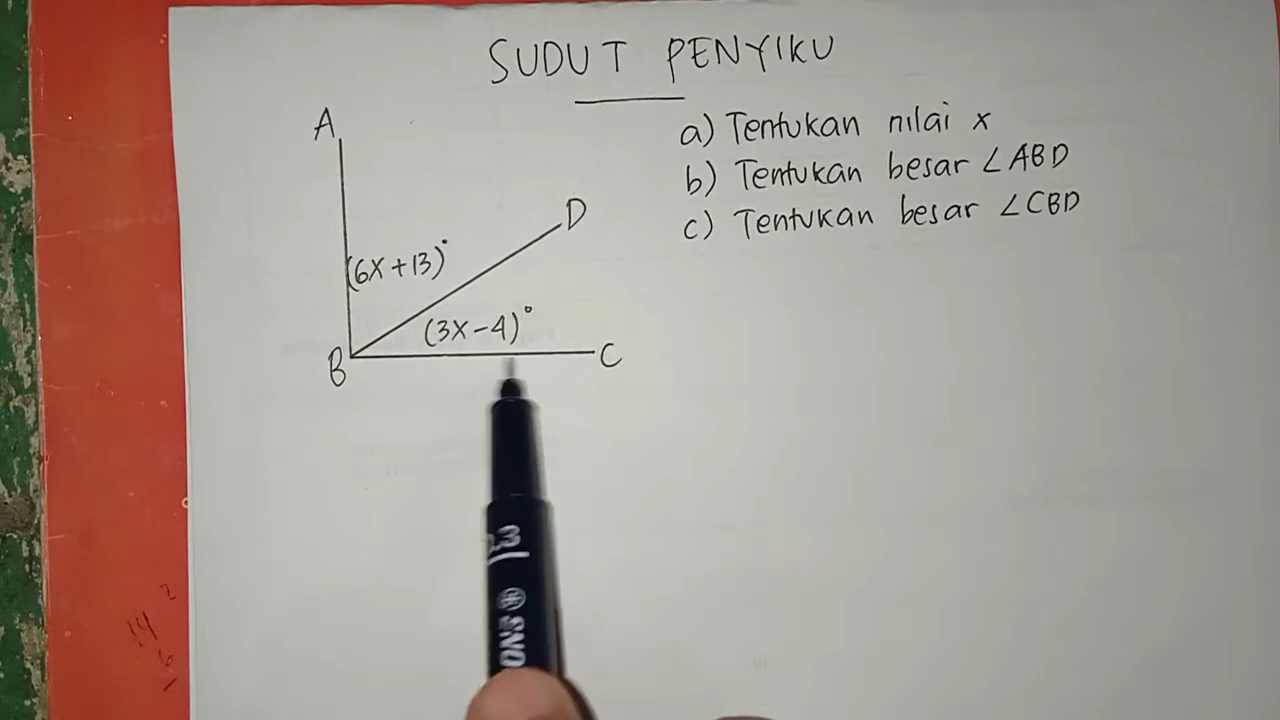 SUDUT PENYIKU
A
a) Tentukan nilai x
b) Tentukan besar ∠ABD
c) Tentukan besar ∠CBD
D
(6x+13)°
(3x-4)°
B
C